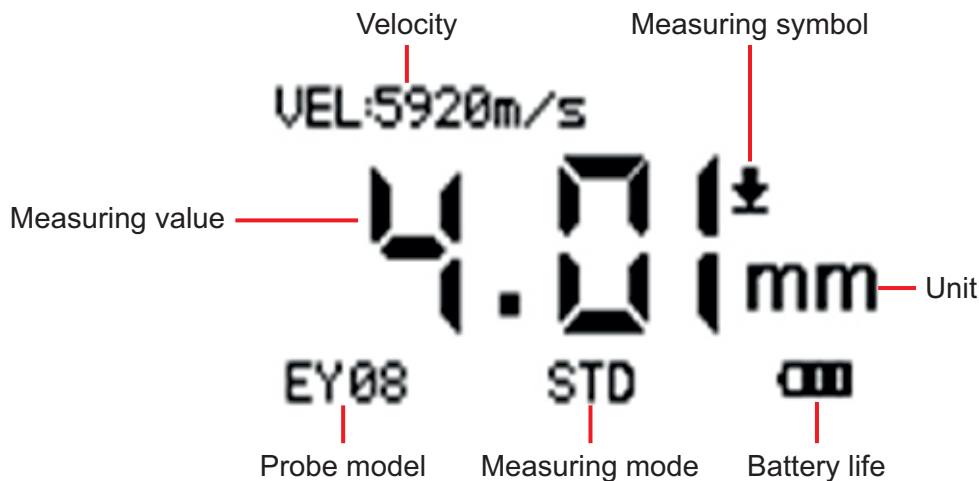 Velocity
Measuring symbol
VEL:5920m/s
Measuring value
4.01
mm
Unit
EY08
STD
Probe model
Measuring mode
Battery life